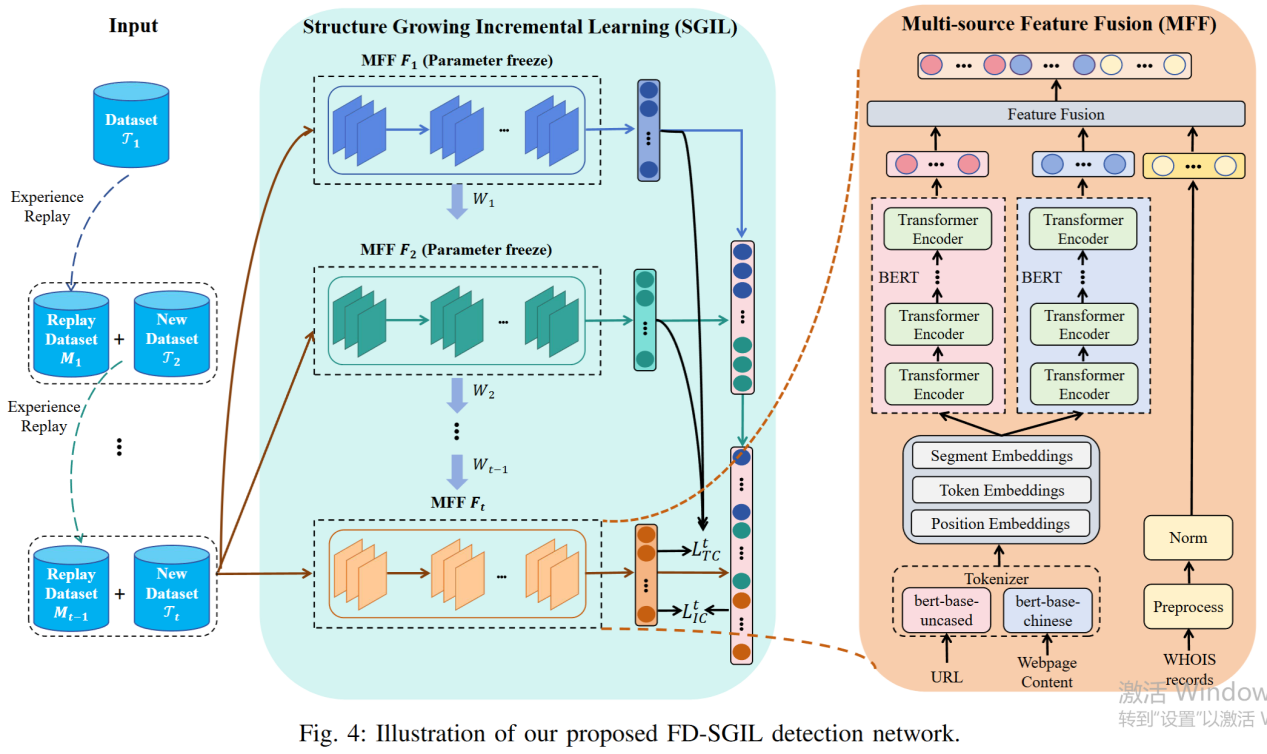 Input
Structure Growing Incremental Learning (SGIL)
Multi-source Feature Fusion (MFF)
MFF F₁ (Parameter freeze)
Dataset
𝒯₁
Experience
Replay
W₁
MFF F₂ (Parameter freeze)
Replay
Dataset
M₁
+
New
Dataset
𝒯₂
Experience
Replay
W₂
Wₜ₋₁
MFF Fₜ
Replay
Dataset
Mₜ₋₁
+
New
Dataset
𝒯ₜ
L^t_TC
L^t_IC
Feature Fusion
Transformer
Encoder
BERT
Transformer
Encoder
Transformer
Encoder
Transformer
Encoder
BERT
Transformer
Encoder
Transformer
Encoder
Segment Embeddings
Token Embeddings
Position Embeddings
Tokenizer
bert-base-
uncased
bert-base-
chinese
Norm
Preprocess
URL
Webpage
Content
WHOIS
records
激活 Window
转到"设置"以激活 W
Fig. 4: Illustration of our proposed FD-SGIL detection network.